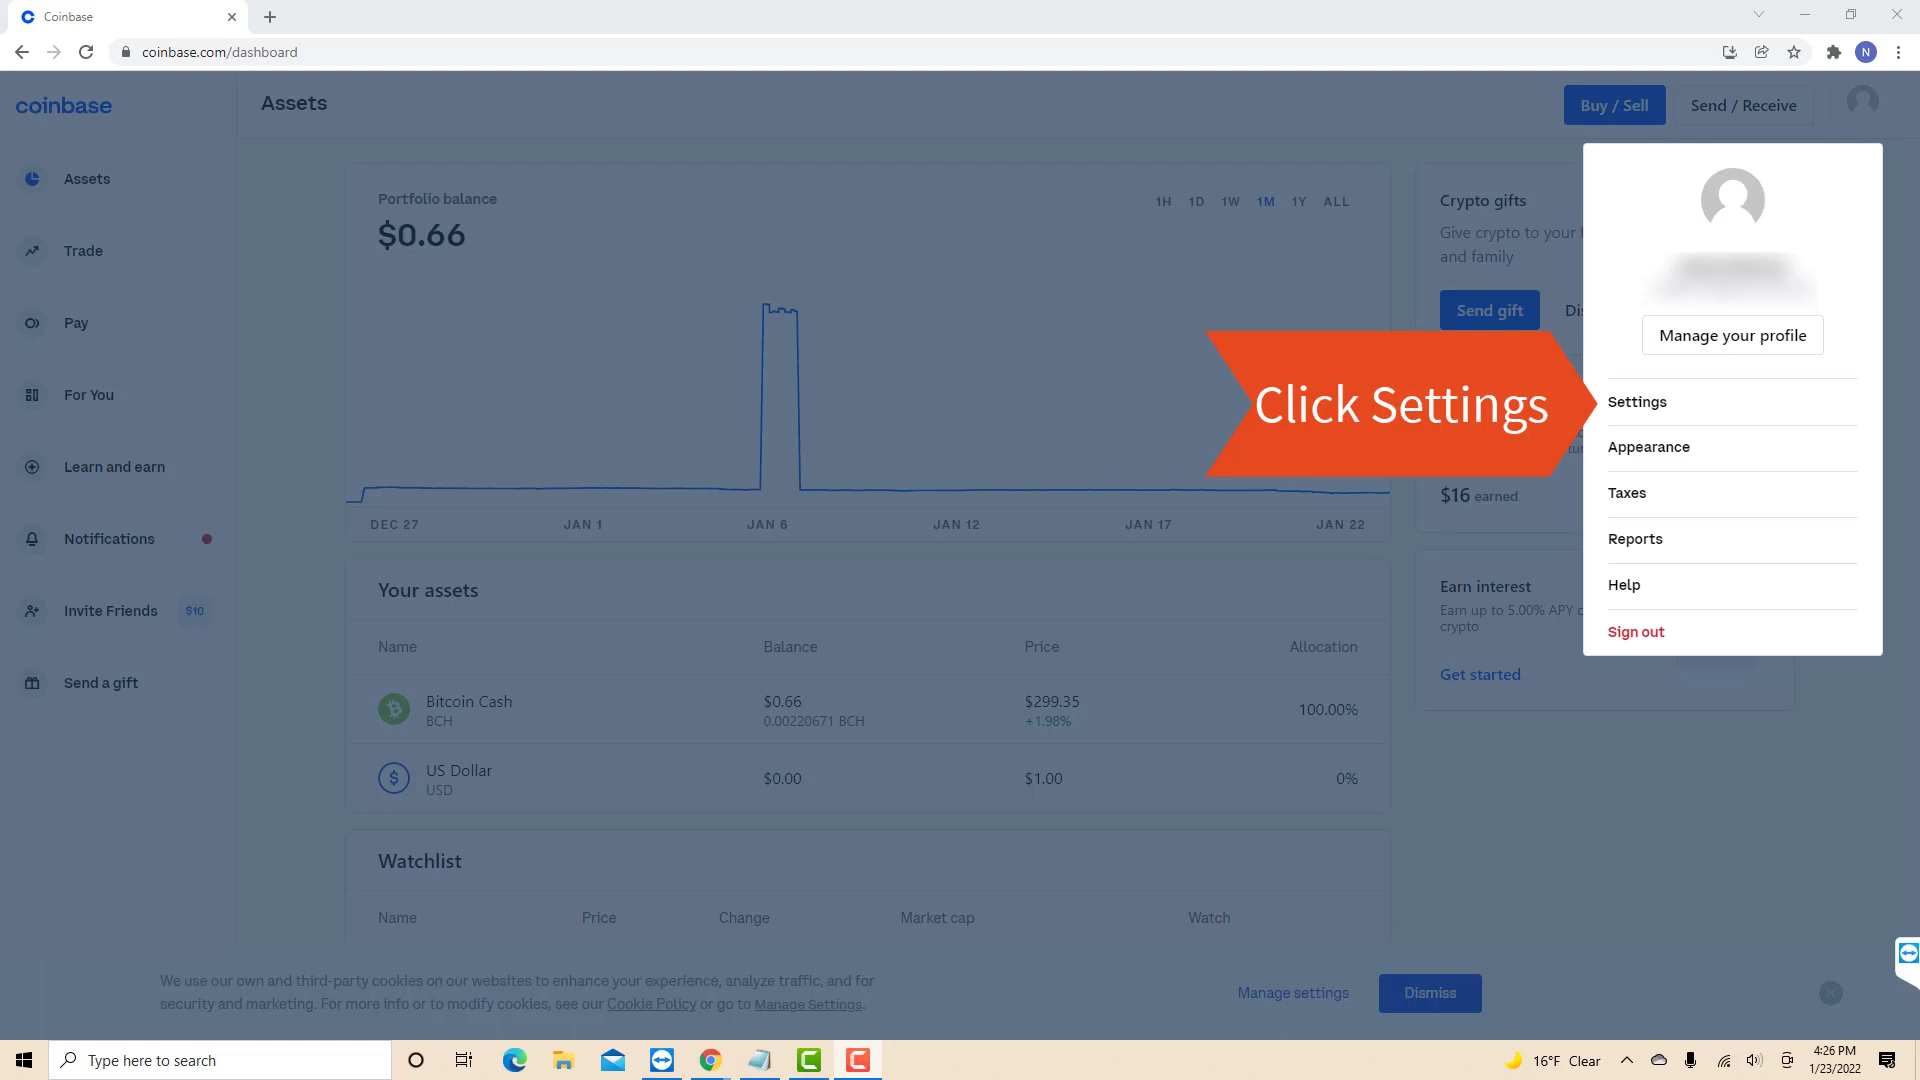 Coinbase
coinbase.com/dashboard
N
coinbase
Assets
Buy / Sell
Send / Receive
Assets
Trade
Pay
For You
Learn and earn
Notifications
Invite Friends
$10
Send a gift
Portfolio balance
$0.66
1H 1D 1W 1M 1Y ALL
DEC 27 JAN 1 JAN 6 JAN 12 JAN 17 JAN 22
Your assets
Name Balance Price Allocation
Bitcoin Cash $0.66 $299.35 100.00%
BCH 0.00220671 BCH +1.98%
US Dollar $0.00 $1.00 0%
USD
Watchlist
Name Price Change Market cap Watch
Crypto gifts
Give crypto to your
and family
Send gift
$16 earned
Earn interest
Earn up to 5.00% APY
crypto
Get started
Click Settings
Manage your profile
Settings
Appearance
Taxes
Reports
Help
Sign out
We use our own and third-party cookies on our websites to enhance your experience, analyze traffic, and for
security and marketing. For more info or to modify cookies, see our Cookie Policy or go to Manage Settings.
Manage settings
Dismiss
Type here to search
16°F Clear
4:26 PM
1/23/2022